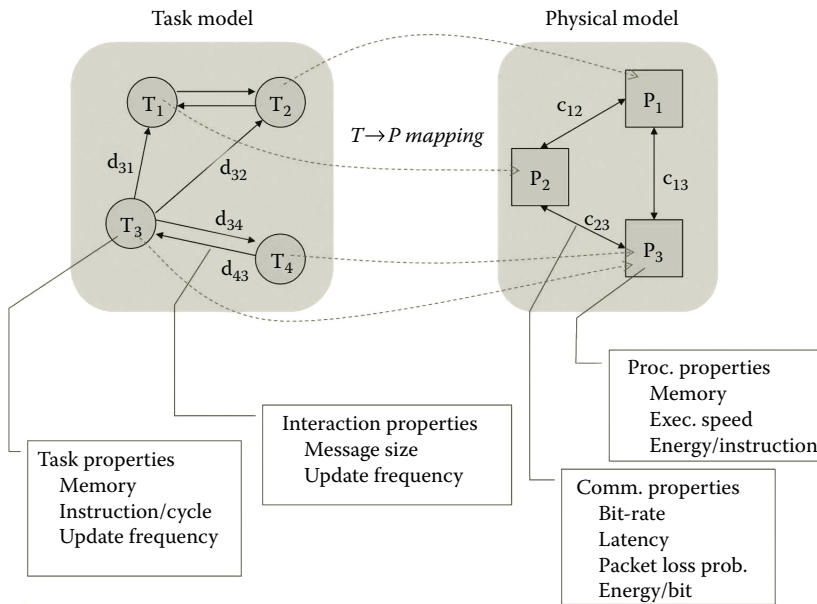 Task model
Physical model
T1
T2
T→P mapping
c12
P1
d31
d32
P2
c13
T3
d34
c23
d43
T4
P3
Proc. properties
Memory
Exec. speed
Energy/instruction
Interaction properties
Message size
Update frequency
Task properties
Memory
Instruction/cycle
Update frequency
Comm. properties
Bit-rate
Latency
Packet loss prob.
Energy/bit